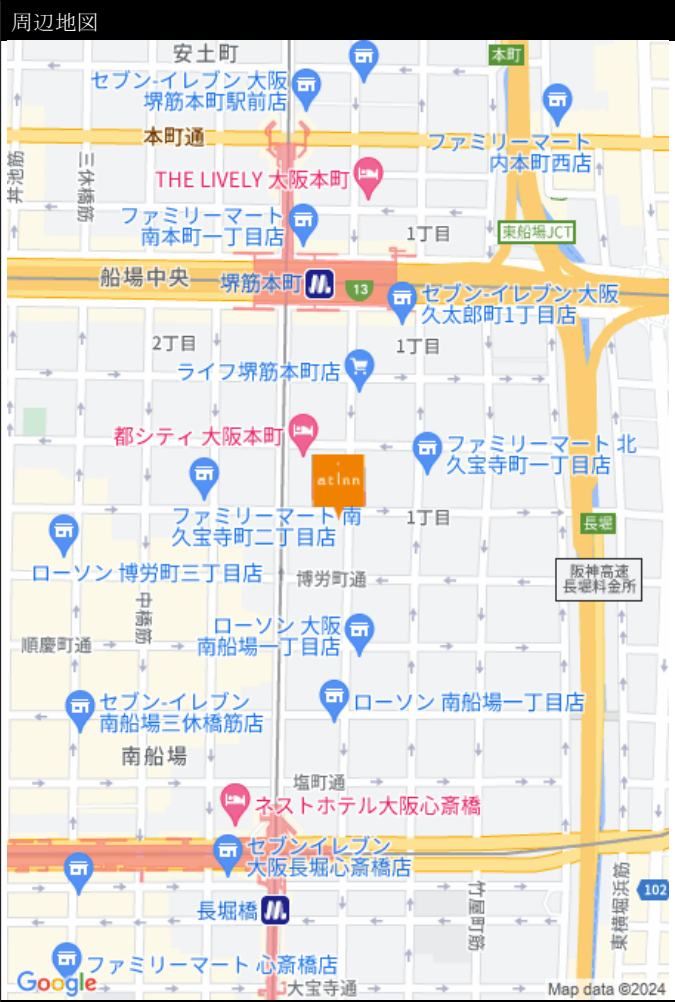 周辺地図
安土町
本町
セブン-イレブン 大阪
堺筋本町駅前店
本町通
ファミリーマート
内本町西店
丼池筋
三休橋筋
THE LIVELY 大阪本町
ファミリーマート
南本町一丁目店
1丁目
東船場JCT
船場中央
堺筋本町
13
セブン-イレブン 大阪
久太郎町1丁目店
2丁目
1丁目
ライフ堺筋本町店
都シティ 大阪本町
ファミリーマート 北
久宝寺町一丁目店
at inn
ファミリーマート 南
久宝寺町二丁目店
1丁目
長堀
ローソン 博労町三丁目店
博労町通
阪神高速
長堀料金所
中橋筋
ローソン 大阪
南船場一丁目店
順慶町通
セブン-イレブン
南船場三休橋筋店
ローソン 南船場一丁目店
南船場
塩町通
ネストホテル大阪心斎橋
セブンイレブン
大阪長堀心斎橋店
長堀橋
竹屋町筋
東横堀浜筋
102
ファミリーマート 心斎橋店
Google
大宝寺通
Map data ©2024